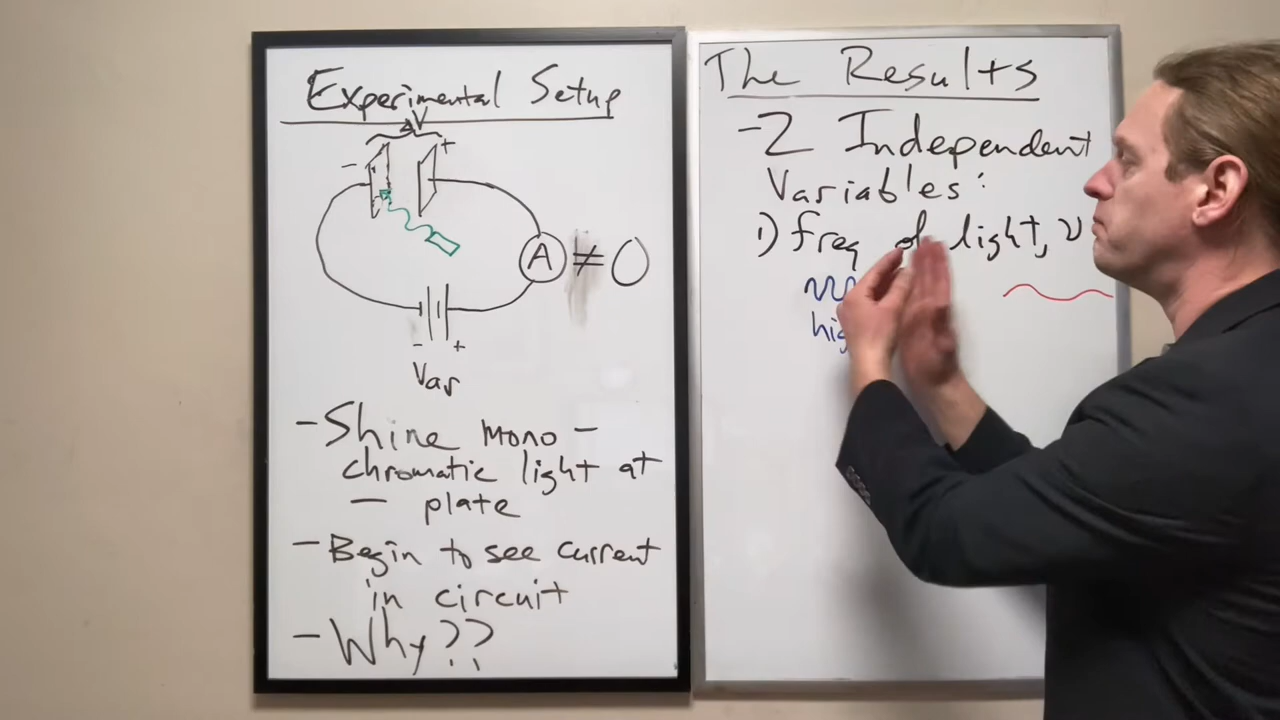 Experimental Setup
ΔV
- +
A ≠ 0
- +
Var
- Shine mono -
chromatic light at
- plate
- Begin to see current
in circuit
- Why??
The Results
- 2 Independent
Variables:
1) freq of light, ν